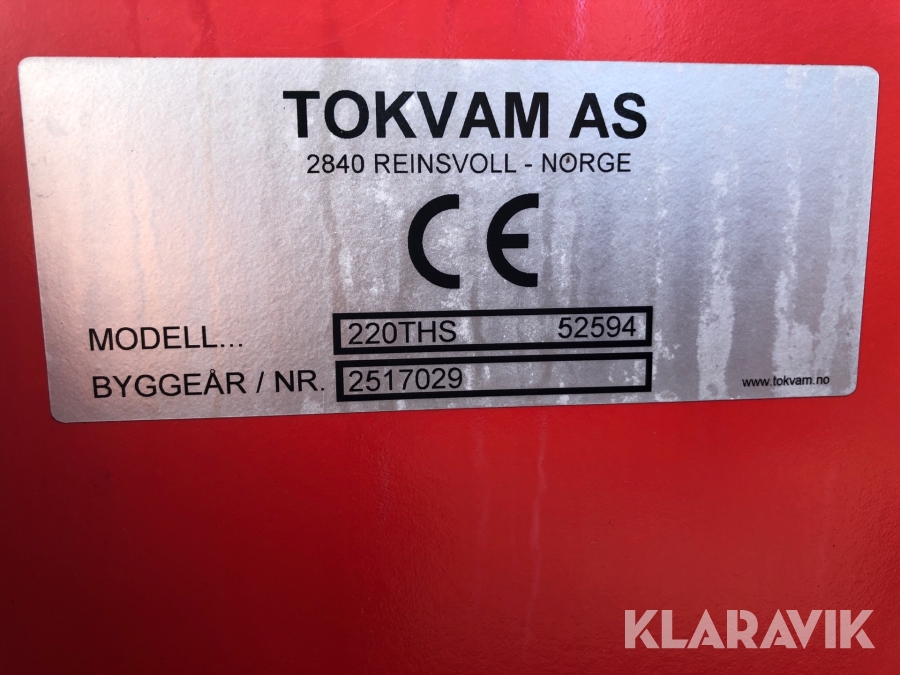 TOKVAM AS
2840 REINSVOLL - NORGE
CE
MODELL... 220THS 52594
BYGGEÅR / NR. 2517029
www.tokvam.no
KLARAVIK